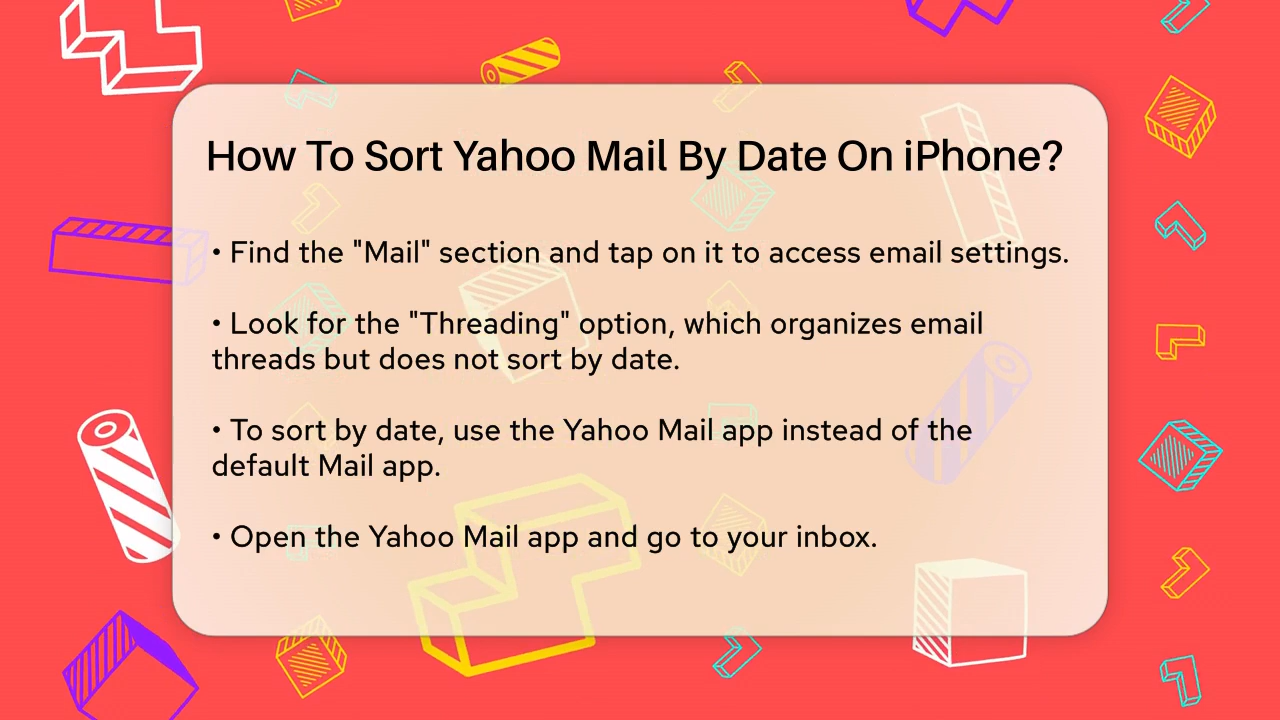 How To Sort Yahoo Mail By Date On iPhone?
• Find the "Mail" section and tap on it to access email settings.
• Look for the "Threading" option, which organizes email
threads but does not sort by date.
• To sort by date, use the Yahoo Mail app instead of the
default Mail app.
• Open the Yahoo Mail app and go to your inbox.